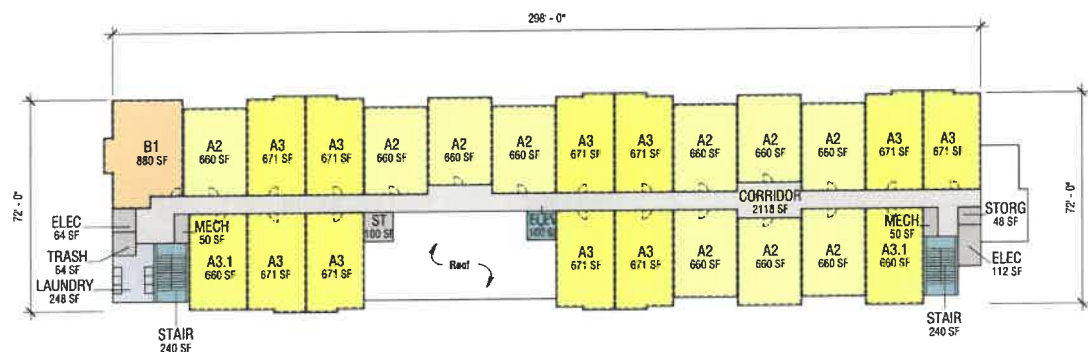 298' - 0"
72' - 0"
72' - 0"
B1
880 SF
A2
660 SF
A3
671 SF
A3
671 SF
A2
660 SF
A2
660 SF
A2
660 SF
A3
671 SF
A3
671 SF
A2
660 SF
A2
660 SF
A2
660 SF
A3
671 SF
A3
671 SF
CORRIDOR
2118 SF
ELEC
64 SF
TRASH
64 SF
LAUNDRY
248 SF
STAIR
240 SF
MECH
50 SF
A3.1
660 SF
A3
671 SF
A3
671 SF
ST
100 SF
Roof
ELEV
100 SF
A3
671 SF
A3
671 SF
A2
660 SF
A2
660 SF
A2
660 SF
A3.1
660 SF
MECH
50 SF
STORG
48 SF
ELEC
112 SF
STAIR
240 SF